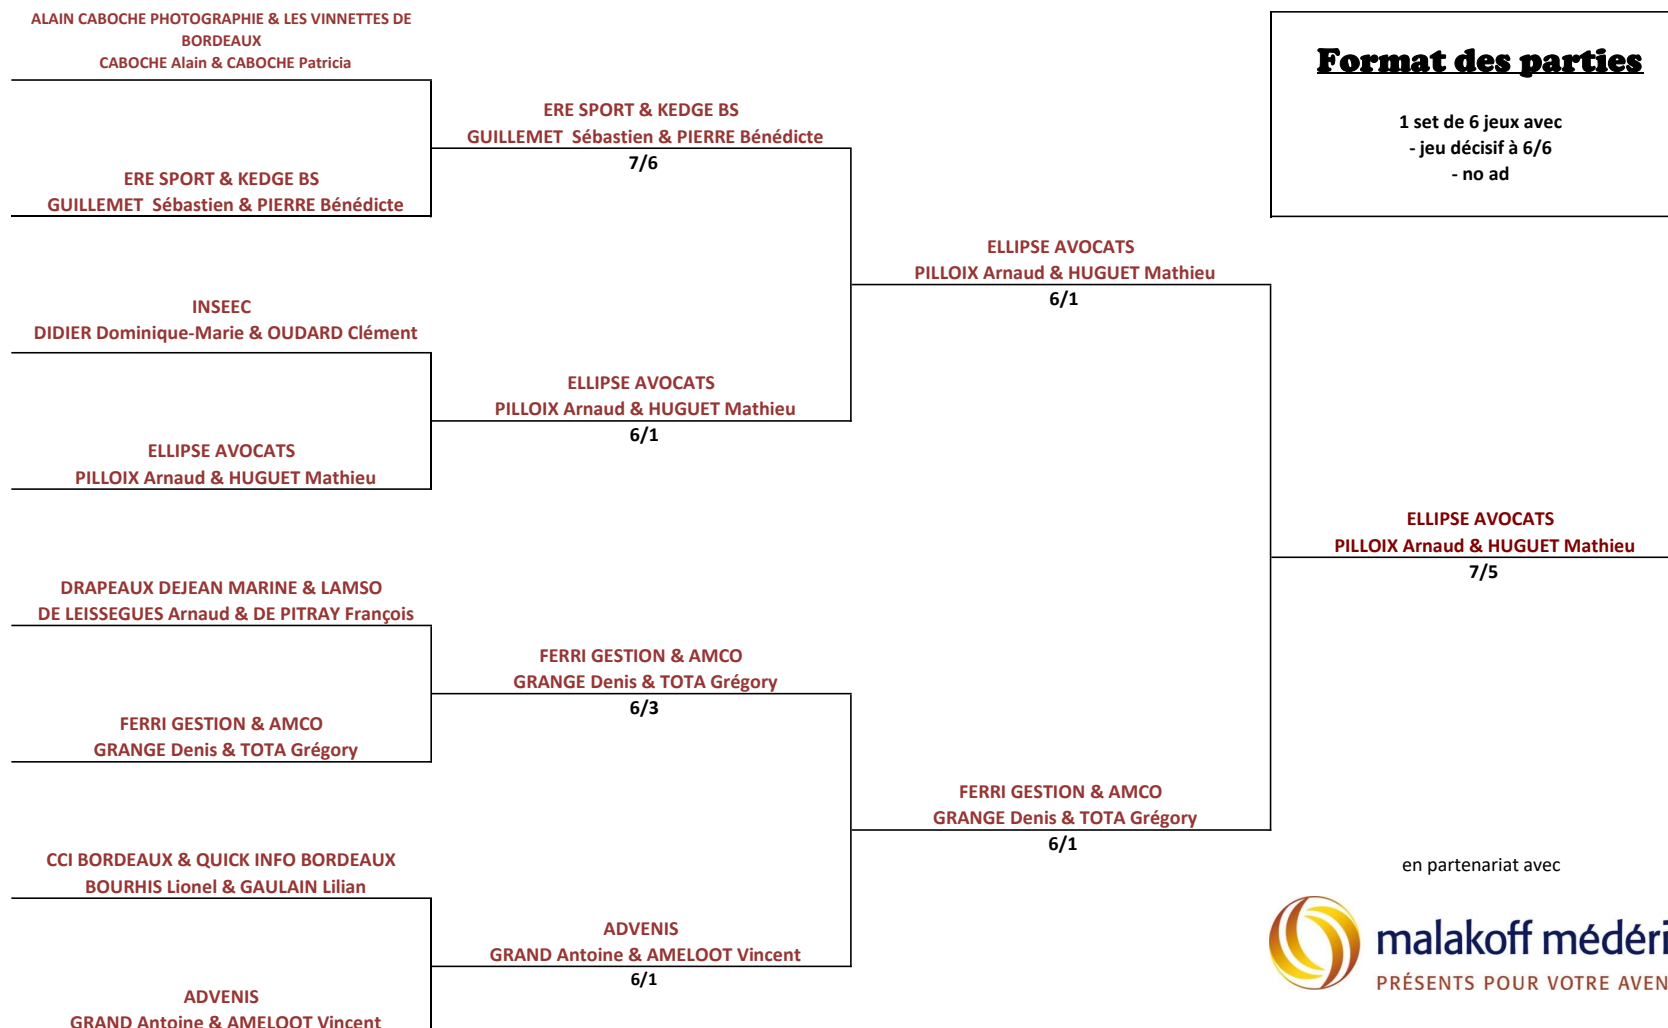 ALAIN CABOCHE PHOTOGRAPHIE & LES VINNETTES DE
BORDEAUX
CABOCHE Alain & CABOCHE Patricia
ERE SPORT & KEDGE BS
GUILLEMET  Sébastien & PIERRE Bénédicte
INSEEC
DIDIER Dominique-Marie & OUDARD Clément
ELLIPSE AVOCATS
PILLOIX Arnaud & HUGUET Mathieu
DRAPEAUX DEJEAN MARINE & LAMSO
DE LEISSEGUES Arnaud & DE PITRAY François
FERRI GESTION & AMCO
GRANGE Denis & TOTA Grégory
CCI BORDEAUX & QUICK INFO BORDEAUX
BOURHIS Lionel & GAULAIN Lilian
ADVENIS
GRAND Antoine & AMELOOT Vincent
ERE SPORT & KEDGE BS
GUILLEMET  Sébastien & PIERRE Bénédicte
7/6
ELLIPSE AVOCATS
PILLOIX Arnaud & HUGUET Mathieu
6/1
FERRI GESTION & AMCO
GRANGE Denis & TOTA Grégory
6/3
ADVENIS
GRAND Antoine & AMELOOT Vincent
6/1
ELLIPSE AVOCATS
PILLOIX Arnaud & HUGUET Mathieu
6/1
FERRI GESTION & AMCO
GRANGE Denis & TOTA Grégory
6/1
Format des parties
1 set de 6 jeux avec
- jeu décisif à 6/6
- no ad
ELLIPSE AVOCATS
PILLOIX Arnaud & HUGUET Mathieu
7/5
en partenariat avec
malakoff médéri
PRÉSENTS POUR VOTRE AVEN